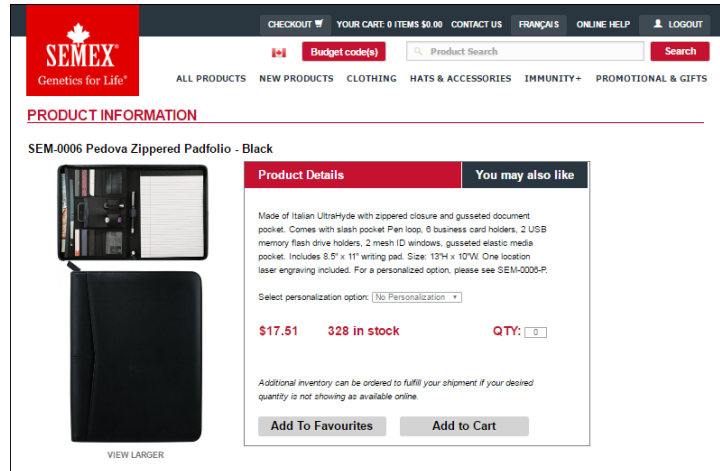 CHECKOUT YOUR CART: 0 ITEMS $0.00 CONTACT US FRANÇAIS ONLINE HELP LOGOUT
SEMEX®
Genetics for Life®
Budget code(s) Product Search Search
ALL PRODUCTS NEW PRODUCTS CLOTHING HATS & ACCESSORIES IMMUNITY+ PROMOTIONAL & GIFTS
PRODUCT INFORMATION
SEM-0006 Pedova Zippered Padfolio - Black
Product Details You may also like
Made of Italian UltraHyde with zippered closure and gusseted document
pocket. Comes with slash pocket Pen loop, 6 business card holders, 2 USB
memory flash drive holders, 2 mesh ID windows, gusseted elastic media
pocket. Includes 8.5" x 11" writing pad. Size: 13"H x 10"W. One location
laser engraving included. For a personalized option, please see SEM-0006-P.
Select personalization option: No Personalization
$17.51 328 in stock QTY: 0
Additional inventory can be ordered to fulfill your shipment if your desired
quantity is not showing as available online.
Add To Favourites Add to Cart
VIEW LARGER